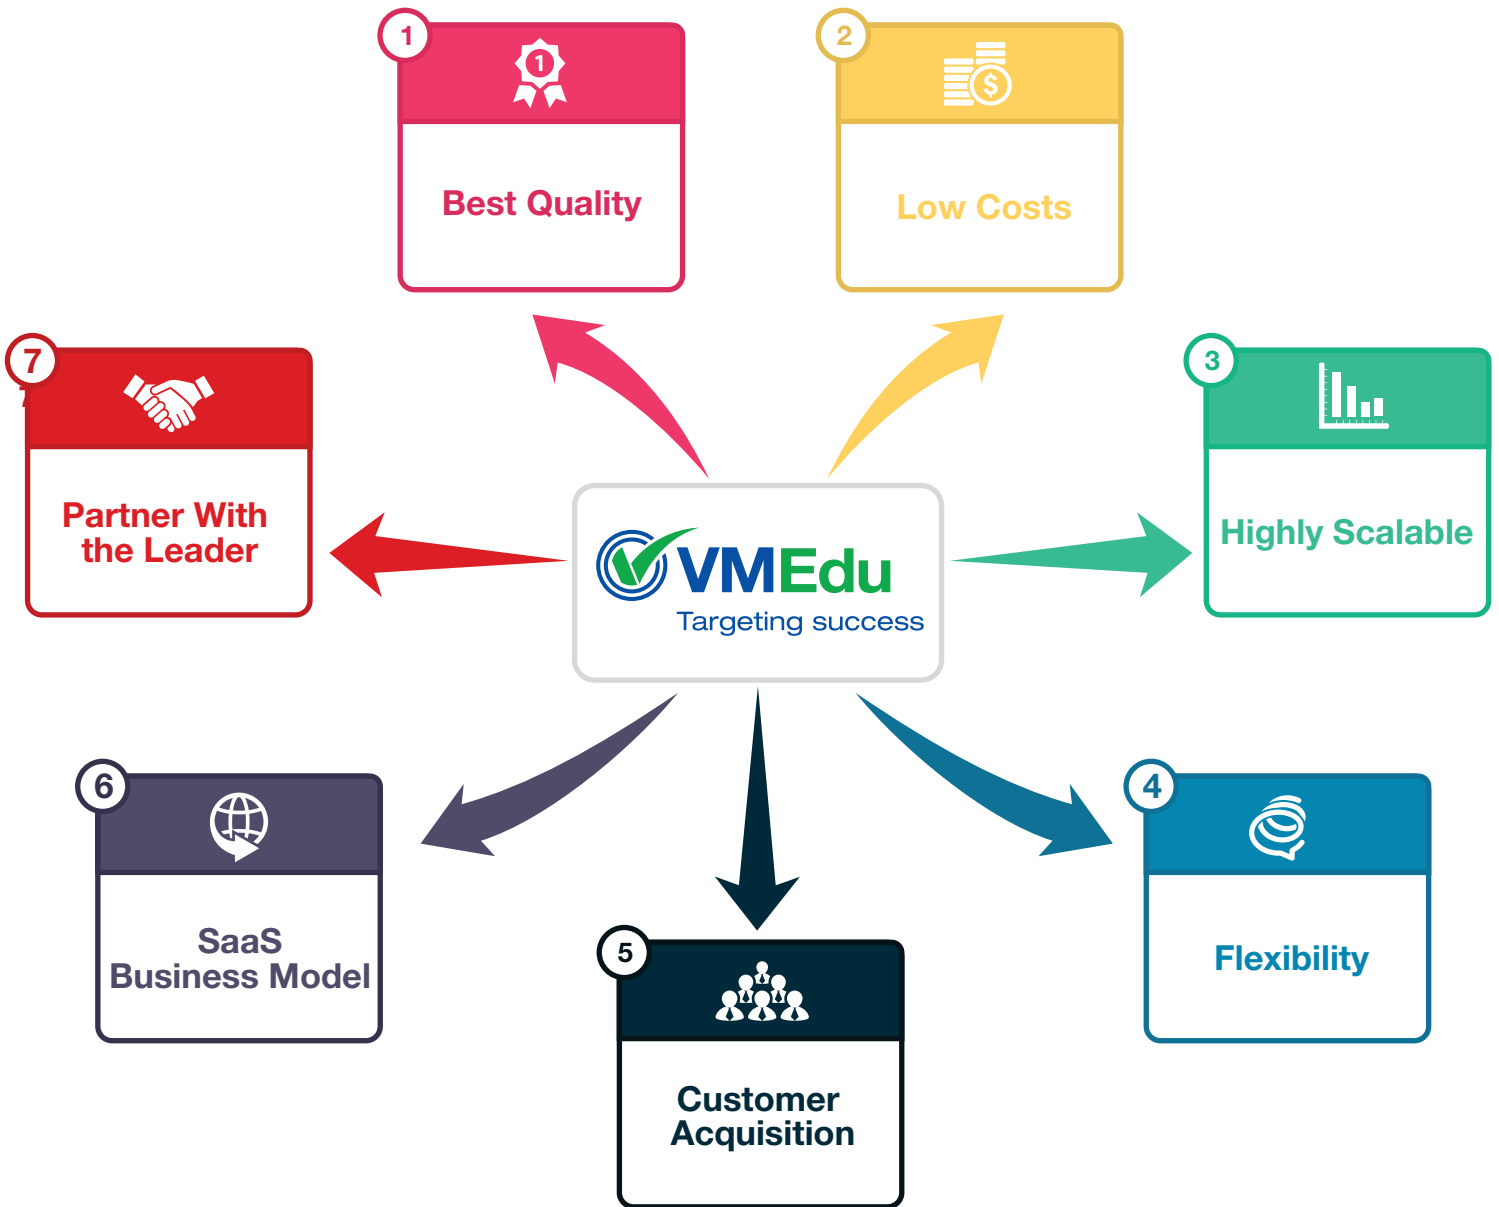 1
1
Best Quality
2
$
Low Costs
3
Highly Scalable
4
Flexibility
5
Customer
Acquisition
6
SaaS
Business Model
7
Partner With
the Leader
VMEdu
Targeting success